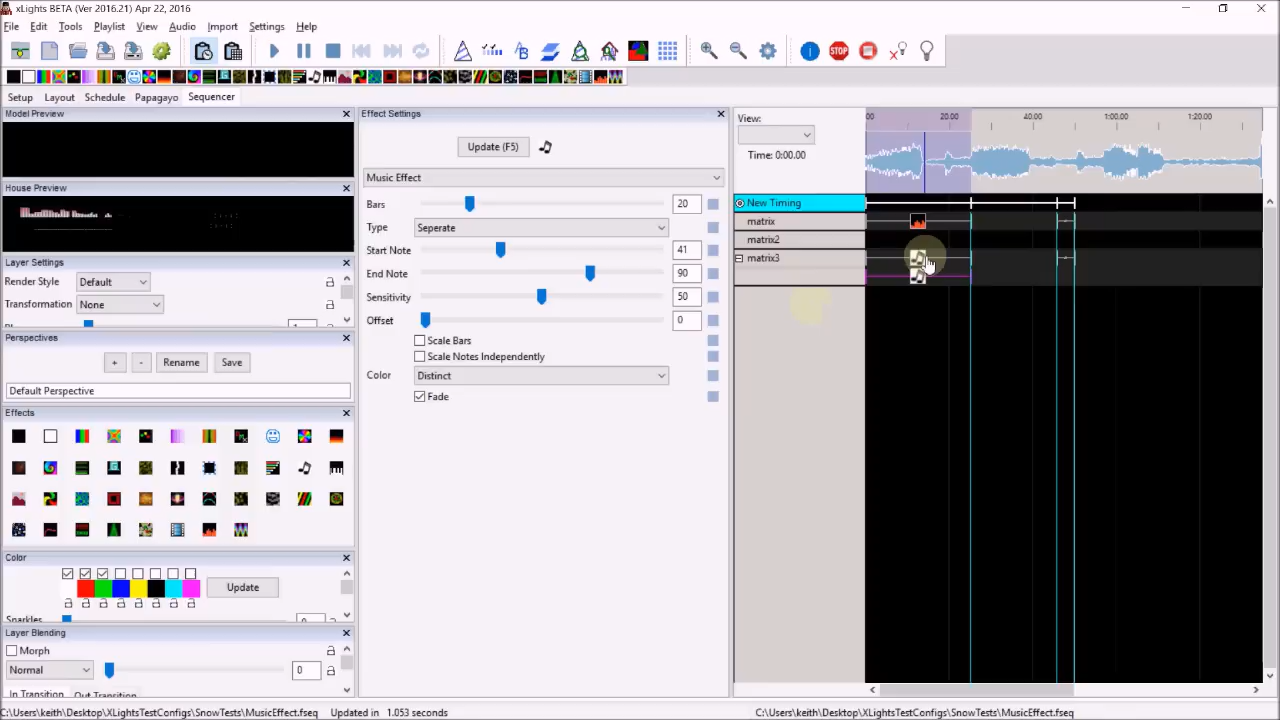 xLights BETA (Ver 2016.21) Apr 22, 2016
File Edit Tools Playlist View Audio Import Settings Help
Setup Layout Schedule Papagayo Sequencer
Model Preview
House Preview
Layer Settings
Render Style Default
Transformation None
Perspectives
+ - Rename Save
Default Perspective
Effects
Color
Update
Sparkles
Layer Blending
Morph
Normal 0
In Transition Out Transition
Effect Settings
Update (F5)
Music Effect
Bars 20
Type Seperate
Start Note 41
End Note 90
Sensitivity 50
Offset 0
Scale Bars
Scale Notes Independently
Color Distinct
Fade
View:
Time: 0:00.00
00 20.00 40.00 1:00.00 1:20.00
New Timing
matrix
matrix2
matrix3
C:\Users\keith\Desktop\XLightsTestConfigs\SnowTests\MusicEffect.fseq Updated in 1.053 seconds C:\Users\keith\Desktop\XLightsTestConfigs\SnowTests\MusicEffect.fseq